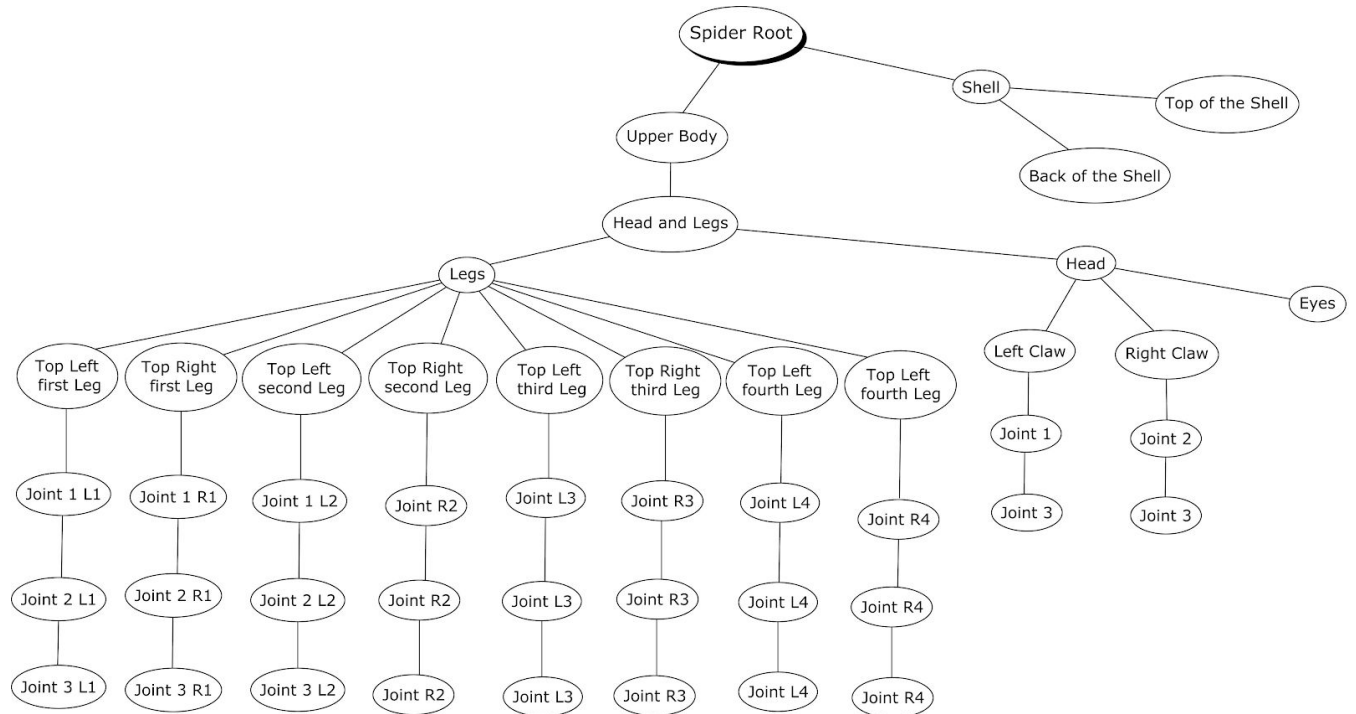 Spider Root
Shell
Top of the Shell
Upper Body
Back of the Shell
Head and Legs
Legs
Head
Eyes
Top Left
first Leg
Top Right
first Leg
Top Left
second Leg
Top Right
second Leg
Top Left
third Leg
Top Right
third Leg
Top Left
fourth Leg
Top Left
fourth Leg
Left Claw
Right Claw
Joint 1
Joint 2
Joint 1 L1
Joint 1 R1
Joint 1 L2
Joint R2
Joint L3
Joint R3
Joint L4
Joint R4
Joint 3
Joint 3
Joint 2 L1
Joint 2 R1
Joint 2 L2
Joint R2
Joint L3
Joint R3
Joint L4
Joint R4
Joint 3 L1
Joint 3 R1
Joint 3 L2
Joint R2
Joint L3
Joint R3
Joint L4
Joint R4